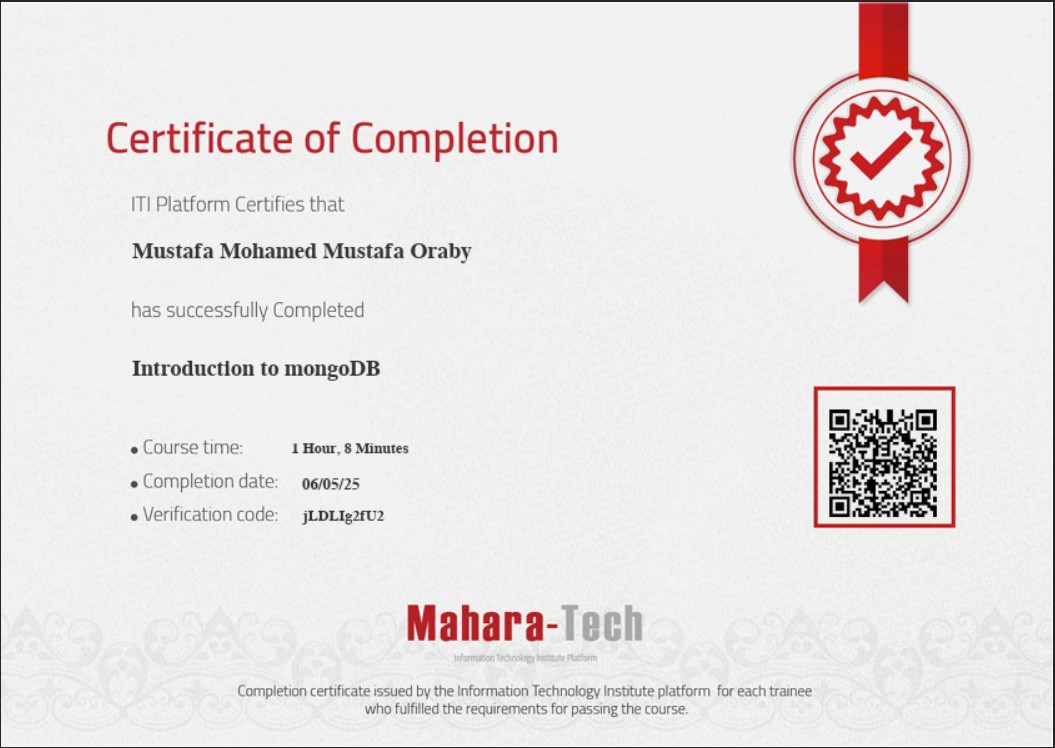 Certificate of Completion
ITI Platform Certifies that
Mustafa Mohamed Mustafa Oraby
has successfully Completed
Introduction to mongoDB
• Course time: 1 Hour, 8 Minutes
• Completion date: 06/05/25
• Verification code: jLDLIg2fU2
Mahara-Tech
Information Technology Institute Platform
Completion certificate issued by the Information Technology Institute platform for each trainee
who fulfilled the requirements for passing the course.